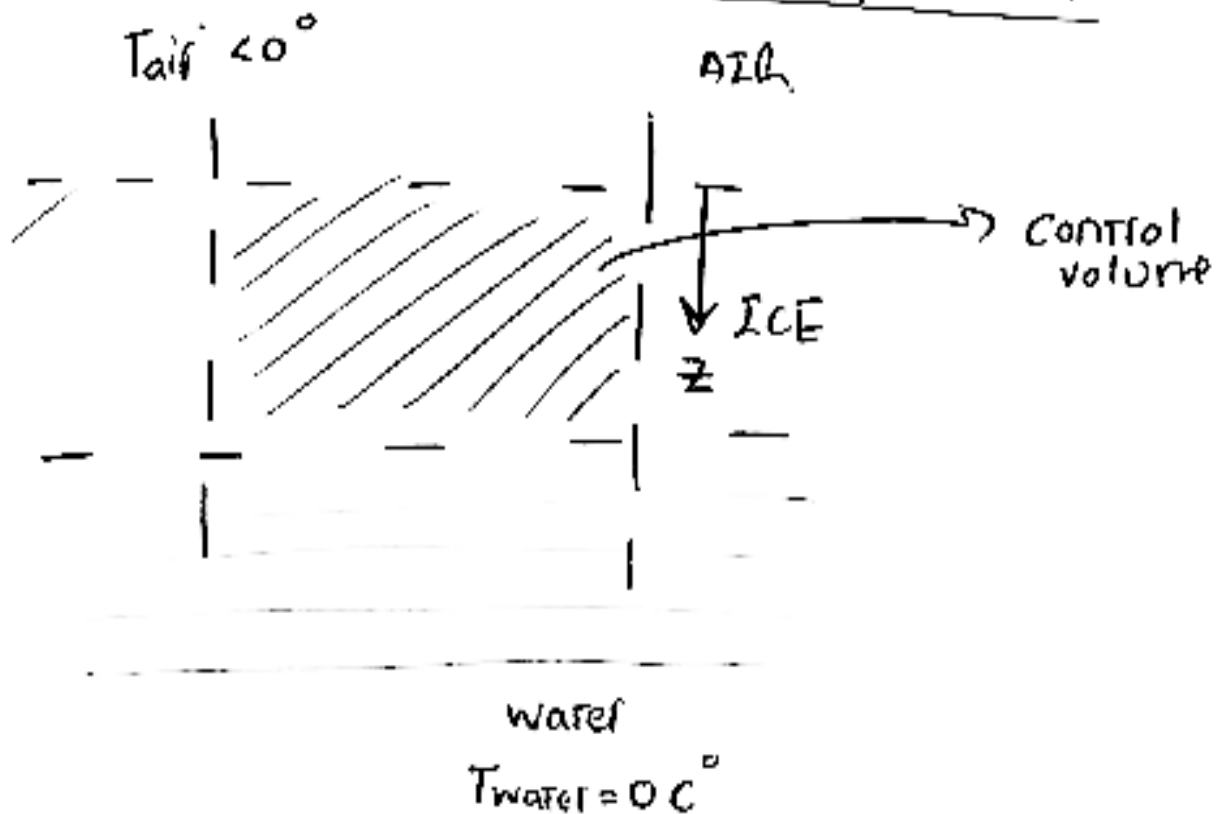 Tair <0°
AIR
Control
volume
ICE
Z
water
Twater = 0 C°